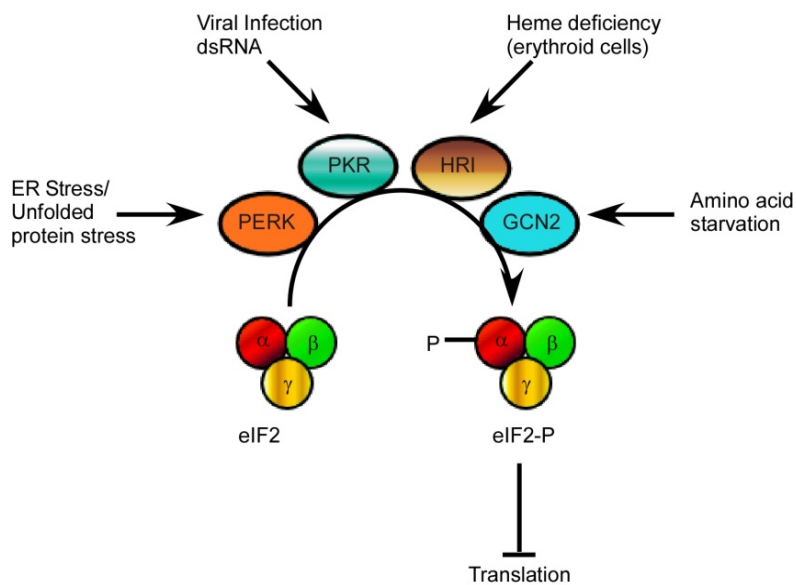 Viral Infection
dsRNA
Heme deficiency
(erythroid cells)
PKR
HRI
ER Stress/
Unfolded
protein stress
PERK
GCN2
Amino acid
starvation
α
β
γ
eIF2
P
α
β
γ
eIF2-P
Translation